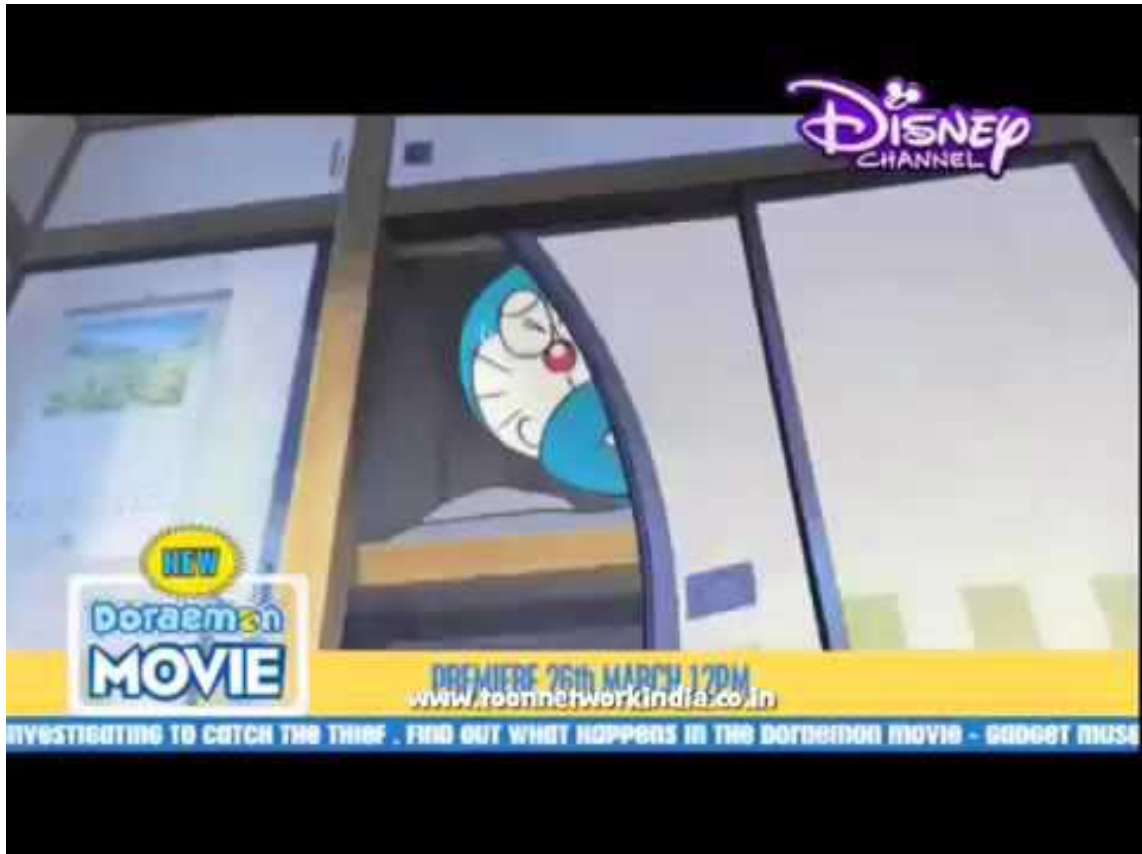 DISNEY
CHANNEL
NEW
Doraemon
MOVIE
PREMIERE 26th MARCH 12PM
www.toonnetworkindia.co.in
INVESTIGATING TO CATCH THE THIEF . FIND OUT WHAT HAPPENS IN THE DORAEMON MOVIE - GADGET MUSE